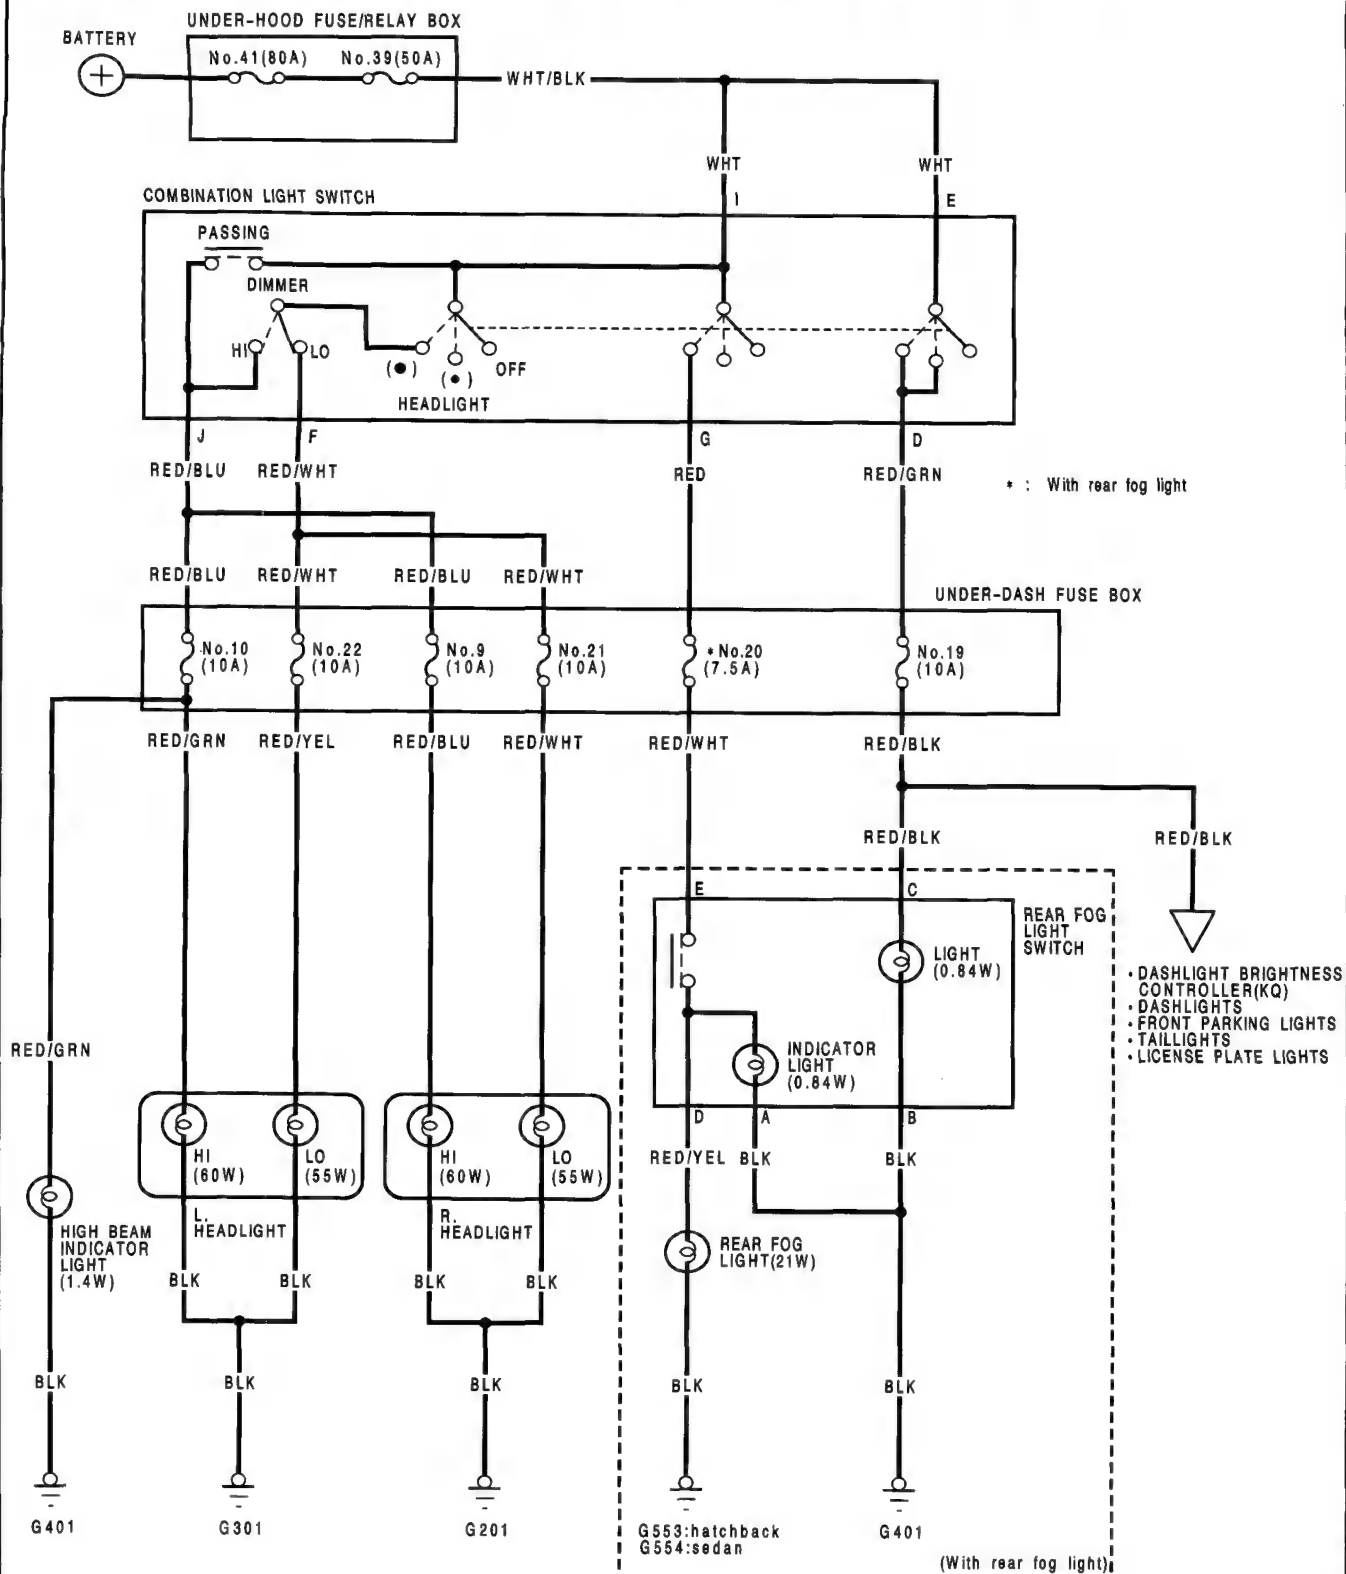 UNDER-HOOD FUSE/RELAY BOX
BATTERY
No.41(80A) No.39(50A)
WHT/BLK
WHT WHT
COMBINATION LIGHT SWITCH
I E
PASSING
DIMMER
HI LO
(●) (•) OFF
HEADLIGHT
J F G D
RED/BLU RED/WHT RED RED/GRN
* : With rear fog light
RED/BLU RED/WHT RED/BLU RED/WHT
UNDER-DASH FUSE BOX
No.10 (10A)
No.22 (10A)
No.9 (10A)
No.21 (10A)
*No.20 (7.5A)
No.19 (10A)
RED/GRN RED/YEL RED/BLU RED/WHT RED/WHT RED/BLK
RED/BLK RED/BLK
E C
REAR FOG
LIGHT
SWITCH
LIGHT
(0.84W)
• DASHLIGHT BRIGHTNESS
CONTROLLER(KQ)
• DASHLIGHTS
• FRONT PARKING LIGHTS
• TAILLIGHTS
• LICENSE PLATE LIGHTS
RED/GRN
INDICATOR
LIGHT
(0.84W)
D A B
HI
(60W)
LO
(55W)
HI
(60W)
LO
(55W)
RED/YEL BLK BLK
L.
HEADLIGHT
R.
HEADLIGHT
HIGH BEAM
INDICATOR
LIGHT
(1.4W)
REAR FOG
LIGHT(21W)
BLK BLK BLK BLK
BLK BLK BLK BLK BLK
G401 G301 G201
G553:hatchback
G554:sedan
G401
(With rear fog light)